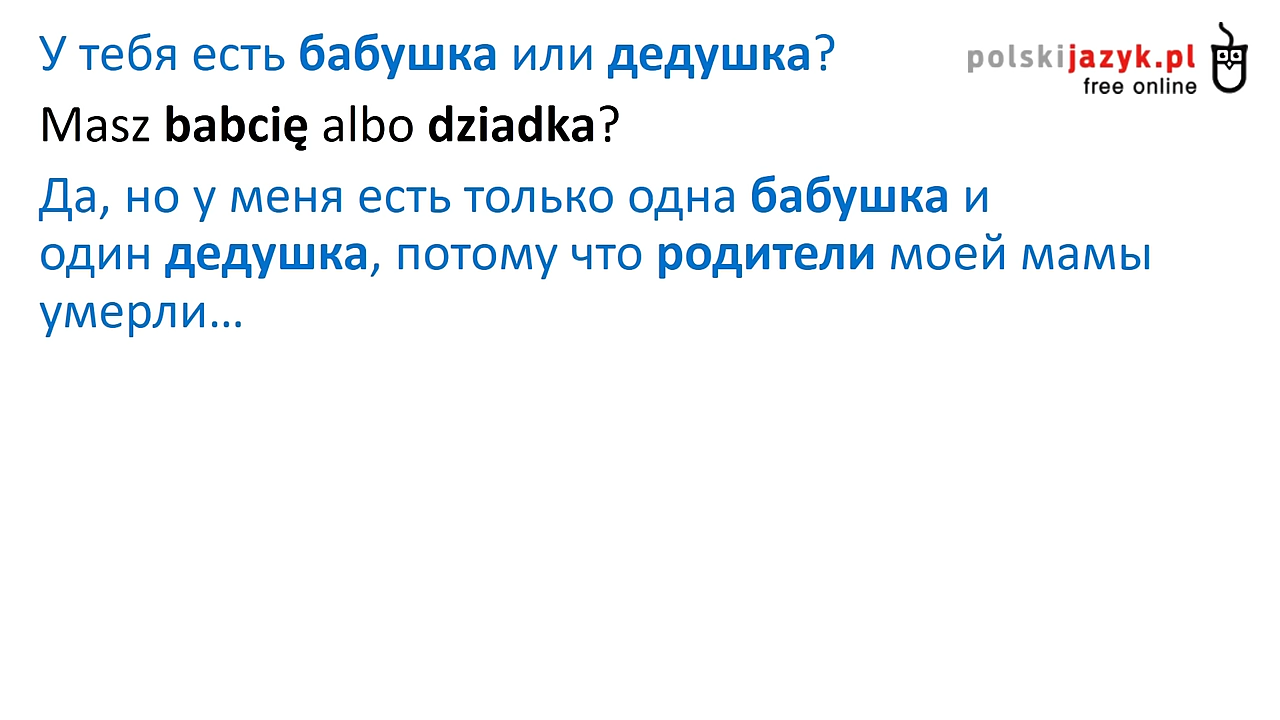 У тебя есть бабушка или дедушка?
polskijazyk.pl
free online
Masz babcię albo dziadka?
Да, но у меня есть только одна бабушка и
один дедушка, потому что родители моей мамы
умерли...